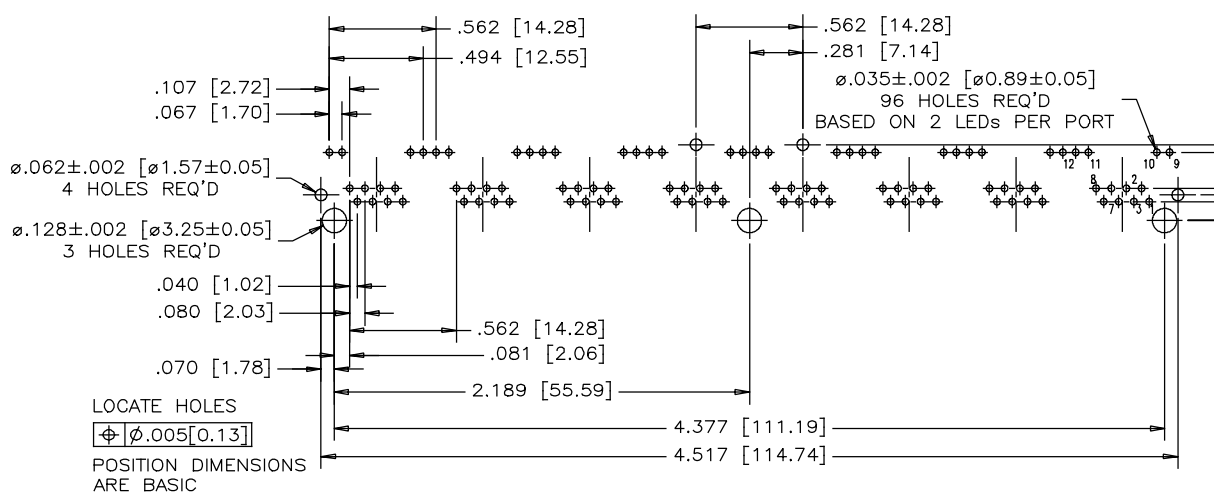 .562 [14.28]
.562 [14.28]
.494 [12.55]
.281 [7.14]
.107 [2.72]
ø.035±.002 [ø0.89±0.05]
96 HOLES REQ'D
BASED ON 2 LEDs PER PORT
.067 [1.70]
12 11 10 9
ø.062±.002 [ø1.57±0.05]
4 HOLES REQ'D
8 2
7 3
ø.128±.002 [ø3.25±0.05]
3 HOLES REQ'D
.040 [1.02]
.080 [2.03]
.562 [14.28]
.081 [2.06]
.070 [1.78]
2.189 [55.59]
LOCATE HOLES
4.377 [111.19]
⌖ Ø.005[0.13]
4.517 [114.74]
POSITION DIMENSIONS
ARE BASIC